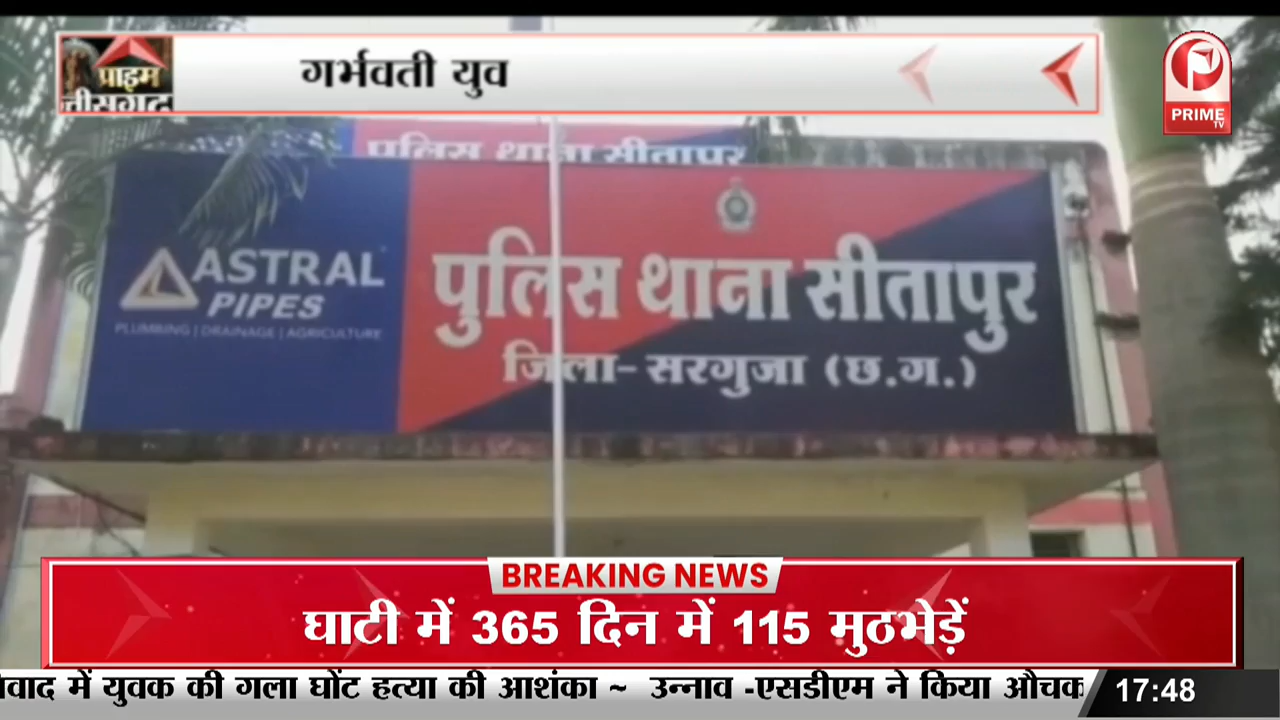 प्राइम
गर्भवती युव
PRIME
TV
पुलिस थाना सीतापुर
ASTRAL
PIPES
PLUMBING | DRAINAGE | AGRICULTURE
पुलिस थाना सीतापुर
जिला- सरगुजा (छ.ग.)
BREAKING NEWS
घाटी में 365 दिन में 115 मुठभेड़ें
में युवक की गला घोंट हत्या की आशंका ~ उन्नाव -एसडीएम ने किया औचक
17:48